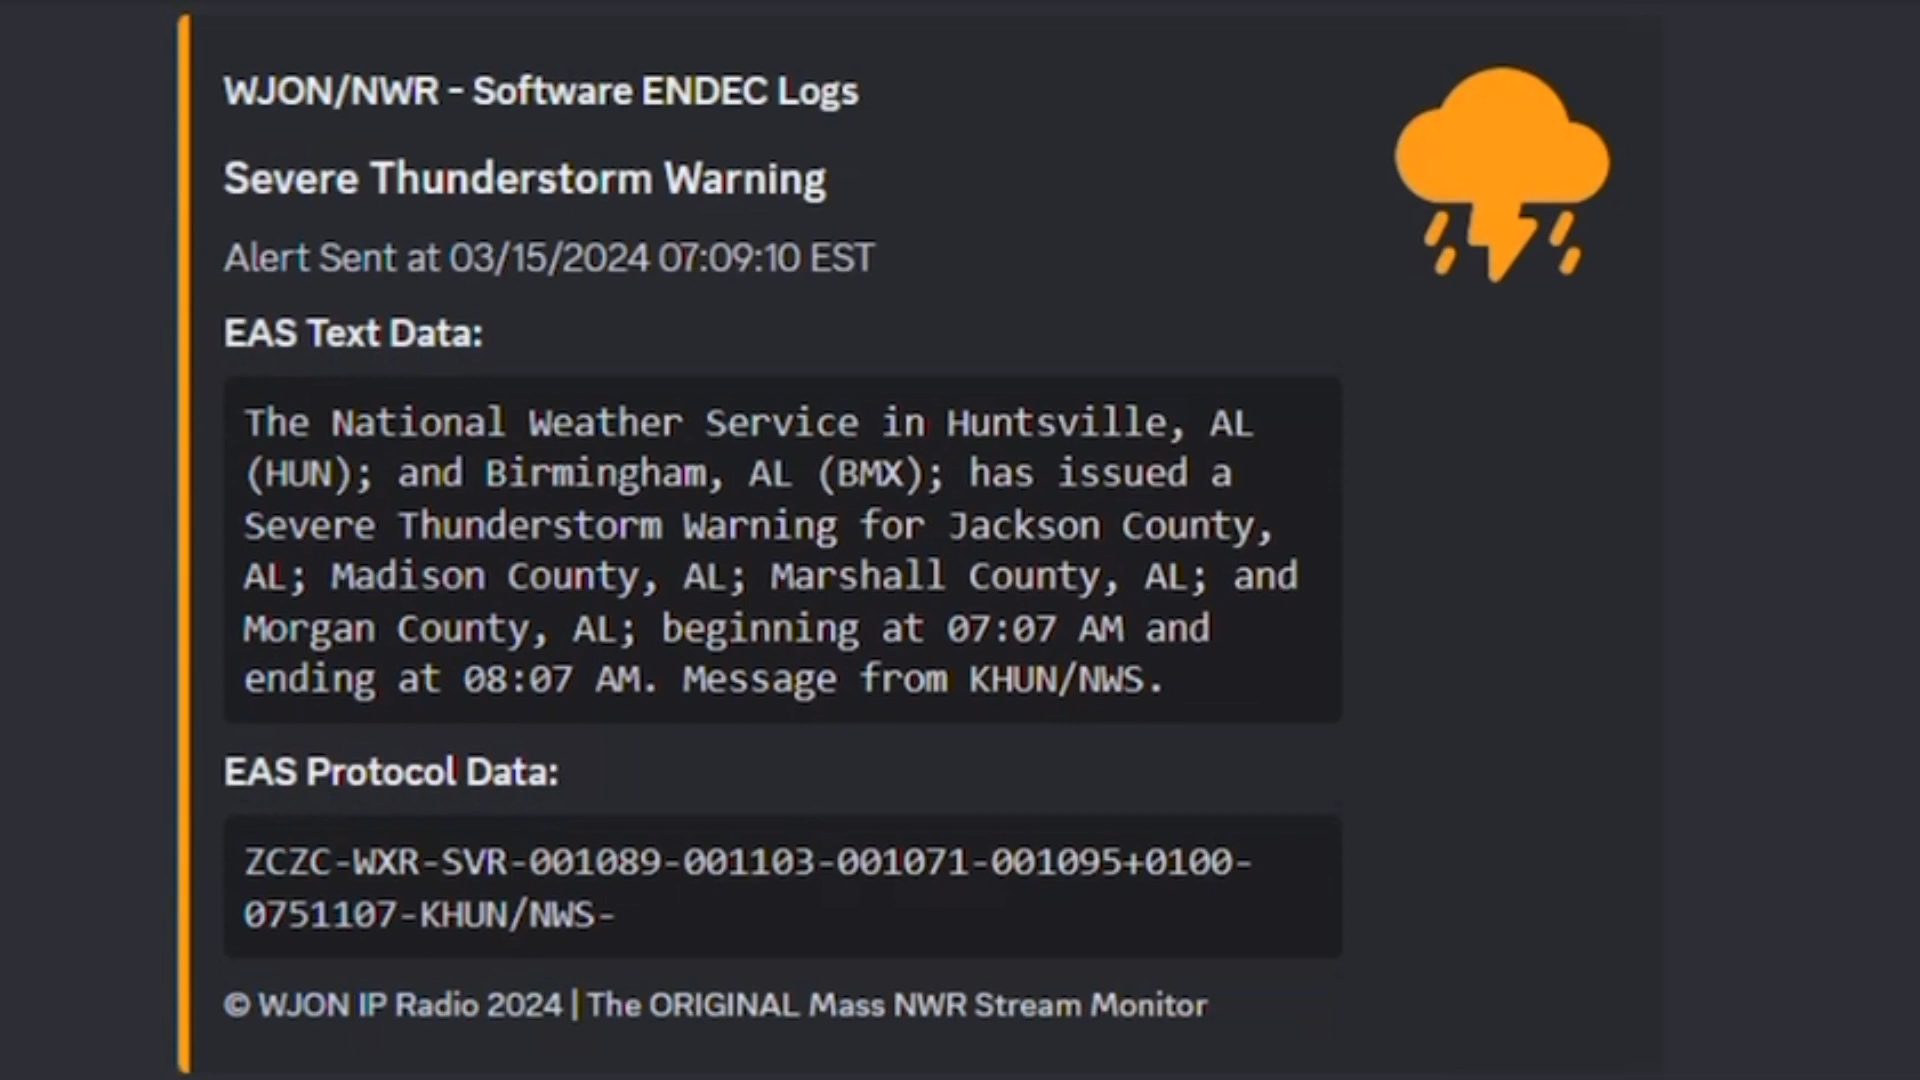 WJON/NWR - Software ENDEC Logs
Severe Thunderstorm Warning
Alert Sent at 03/15/2024 07:09:10 EST
EAS Text Data:
The National Weather Service in Huntsville, AL
(HUN); and Birmingham, AL (BMX); has issued a
Severe Thunderstorm Warning for Jackson County,
AL; Madison County, AL; Marshall County, AL; and
Morgan County, AL; beginning at 07:07 AM and
ending at 08:07 AM. Message from KHUN/NWS.
EAS Protocol Data:
ZCZC-WXR-SVR-001089-001103-001071-001095+0100-
0751107-KHUN/NWS-
© WJON IP Radio 2024 | The ORIGINAL Mass NWR Stream Monitor